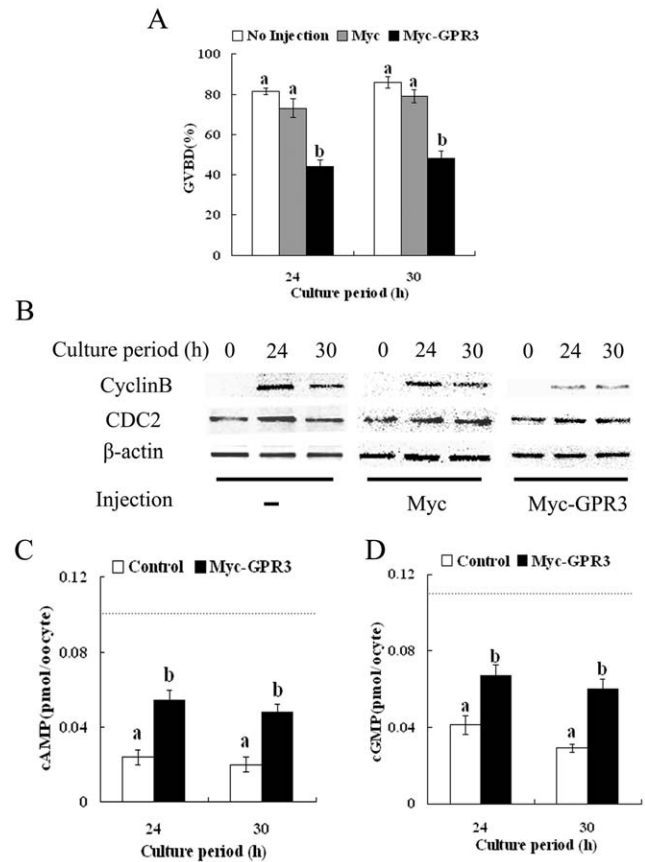 A
No Injection Myc Myc-GPR3
100
80
60
40
20
0
GVBD(%)
a a b a a b
24 30
Culture period (h)
B
Culture period (h) 0 24 30 0 24 30 0 24 30
CyclinB
CDC2
β-actin
Injection – Myc Myc-GPR3
C
Control Myc-GPR3
0.12
0.08
0.04
0
cAMP(pmol/oocyte)
a b a b
24 30
Culture period (h)
D
Control Myc-GPR3
0.12
0.08
0.04
0
cGMP(pmol/ocyte)
a b a b
24 30
Culture period (h)